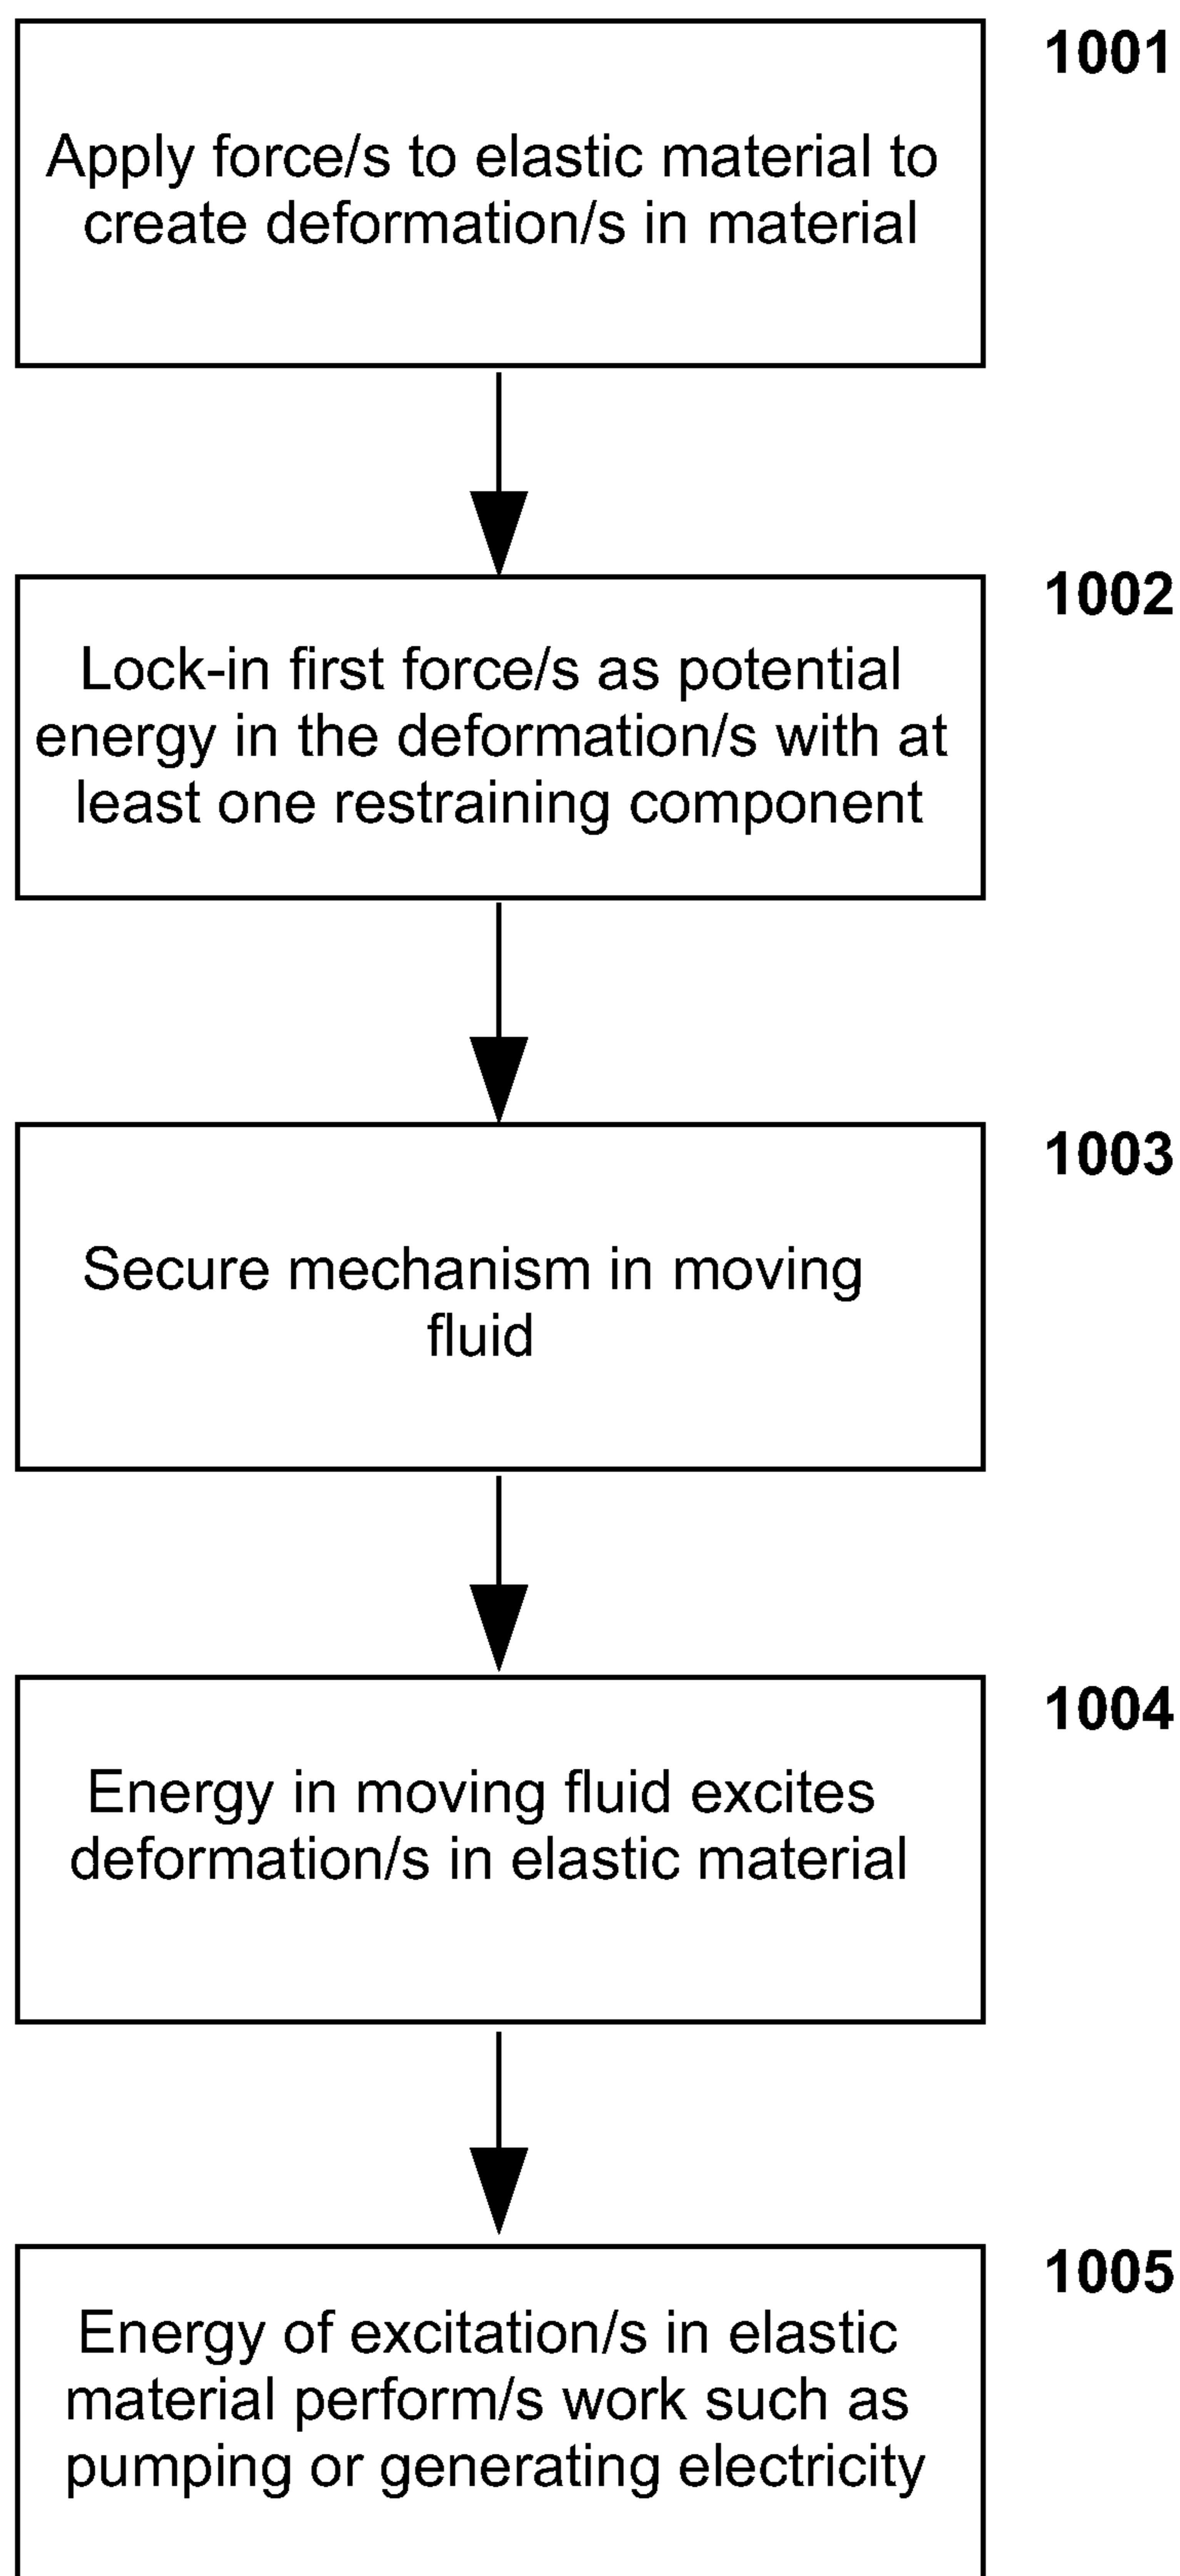 1001
Apply force/s to elastic material to
create deformation/s in material
1002
Lock-in first force/s as potential
energy in the deformation/s with at
least one restraining component
1003
Secure mechanism in moving
fluid
1004
Energy in moving fluid excites
deformation/s in elastic material
1005
Energy of excitation/s in elastic
material perform/s work such as
pumping or generating electricity